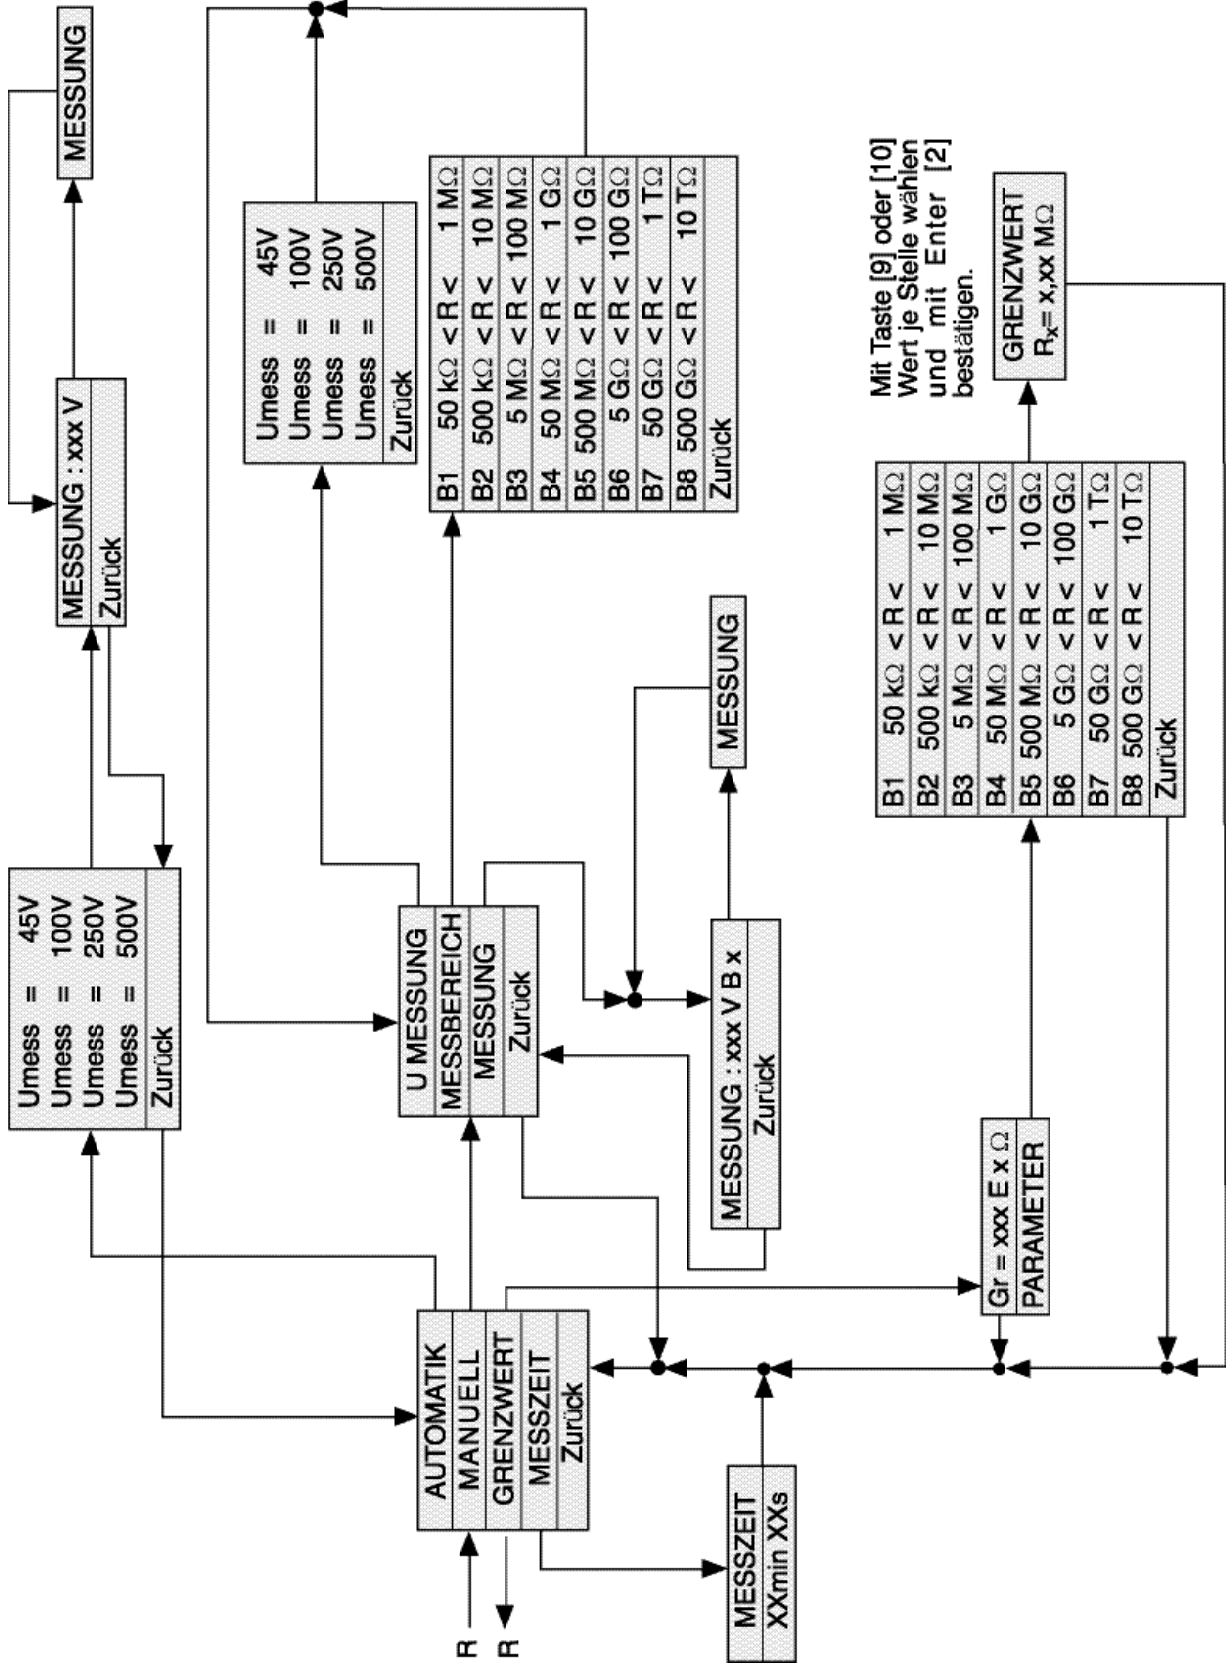 R
R
AUTOMATIK
MANUELL
GRENZWERT
MESSZEIT
Zurück
MESSZEIT
XXmin XXs
Umess = 45V
Umess = 100V
Umess = 250V
Umess = 500V
Zurück
MESSUNG : xxx V
Zurück
MESSUNG
U MESSUNG
MESSBEREICH
MESSUNG
Zurück
Umess = 45V
Umess = 100V
Umess = 250V
Umess = 500V
Zurück
B1 50 kΩ < R < 1 MΩ
B2 500 kΩ < R < 10 MΩ
B3 5 MΩ < R < 100 MΩ
B4 50 MΩ < R < 1 GΩ
B5 500 MΩ < R < 10 GΩ
B6 5 GΩ < R < 100 GΩ
B7 50 GΩ < R < 1 TΩ
B8 500 GΩ < R < 10 TΩ
Zurück
MESSUNG : xxx V B x
Zurück
MESSUNG
Gr = xxx E x Ω
PARAMETER
B1 50 kΩ < R < 1 MΩ
B2 500 kΩ < R < 10 MΩ
B3 5 MΩ < R < 100 MΩ
B4 50 MΩ < R < 1 GΩ
B5 500 MΩ < R < 10 GΩ
B6 5 GΩ < R < 100 GΩ
B7 50 GΩ < R < 1 TΩ
B8 500 GΩ < R < 10 TΩ
Zurück
Mit Taste [9] oder [10]
Wert je Stelle wählen
und mit Enter [2]
bestätigen.
GRENZWERT
Rx= x,xx MΩ